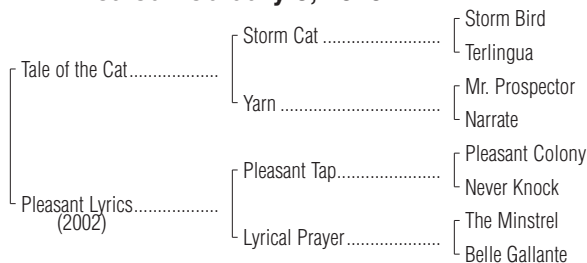 Storm Bird
Storm Cat........................
Terlingua
Tale of the Cat..................
Mr. Prospector
Yarn ................................
Narrate
Pleasant Colony
Pleasant Tap.....................
Never Knock
Pleasant Lyrics.................
(2002)
The Minstrel
Lyrical Prayer...................
Belle Gallante